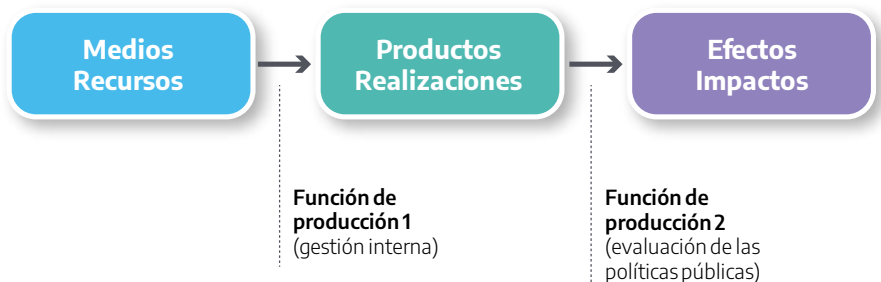 Medios
Recursos
Productos
Realizaciones
Efectos
Impactos
Función de
producción 1
(gestión interna)
Función de
producción 2
(evaluación de las
políticas públicas)